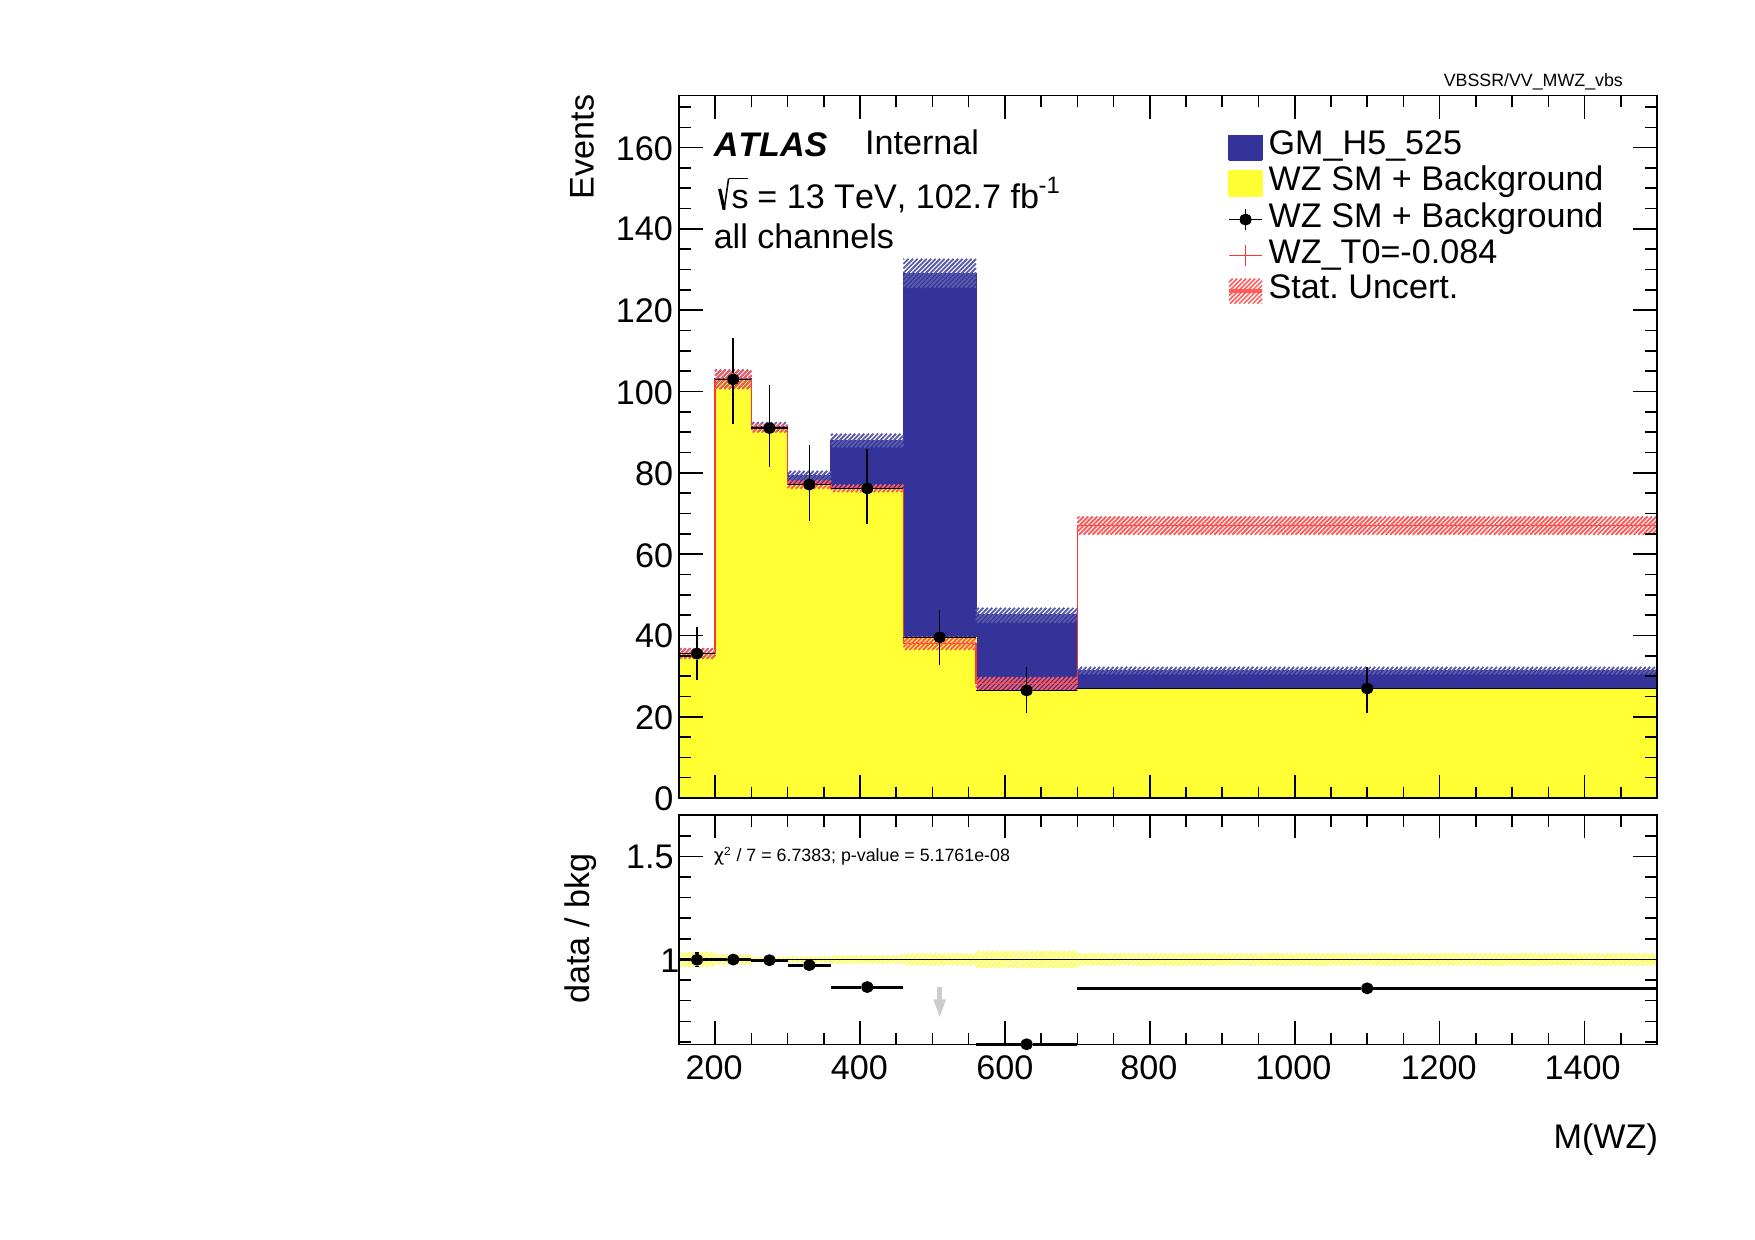 VBSSR/VV_MWZ_vbs
Events
160
140
120
100
80
60
40
20
0
ATLAS Internal
√s = 13 TeV, 102.7 fb⁻¹
all channels
GM_H5_525
WZ SM + Background
WZ SM + Background
WZ_T0=-0.084
Stat. Uncert.
data / bkg
1.5
1
χ² / 7 = 6.7383; p-value = 5.1761e-08
200 400 600 800 1000 1200 1400
M(WZ)